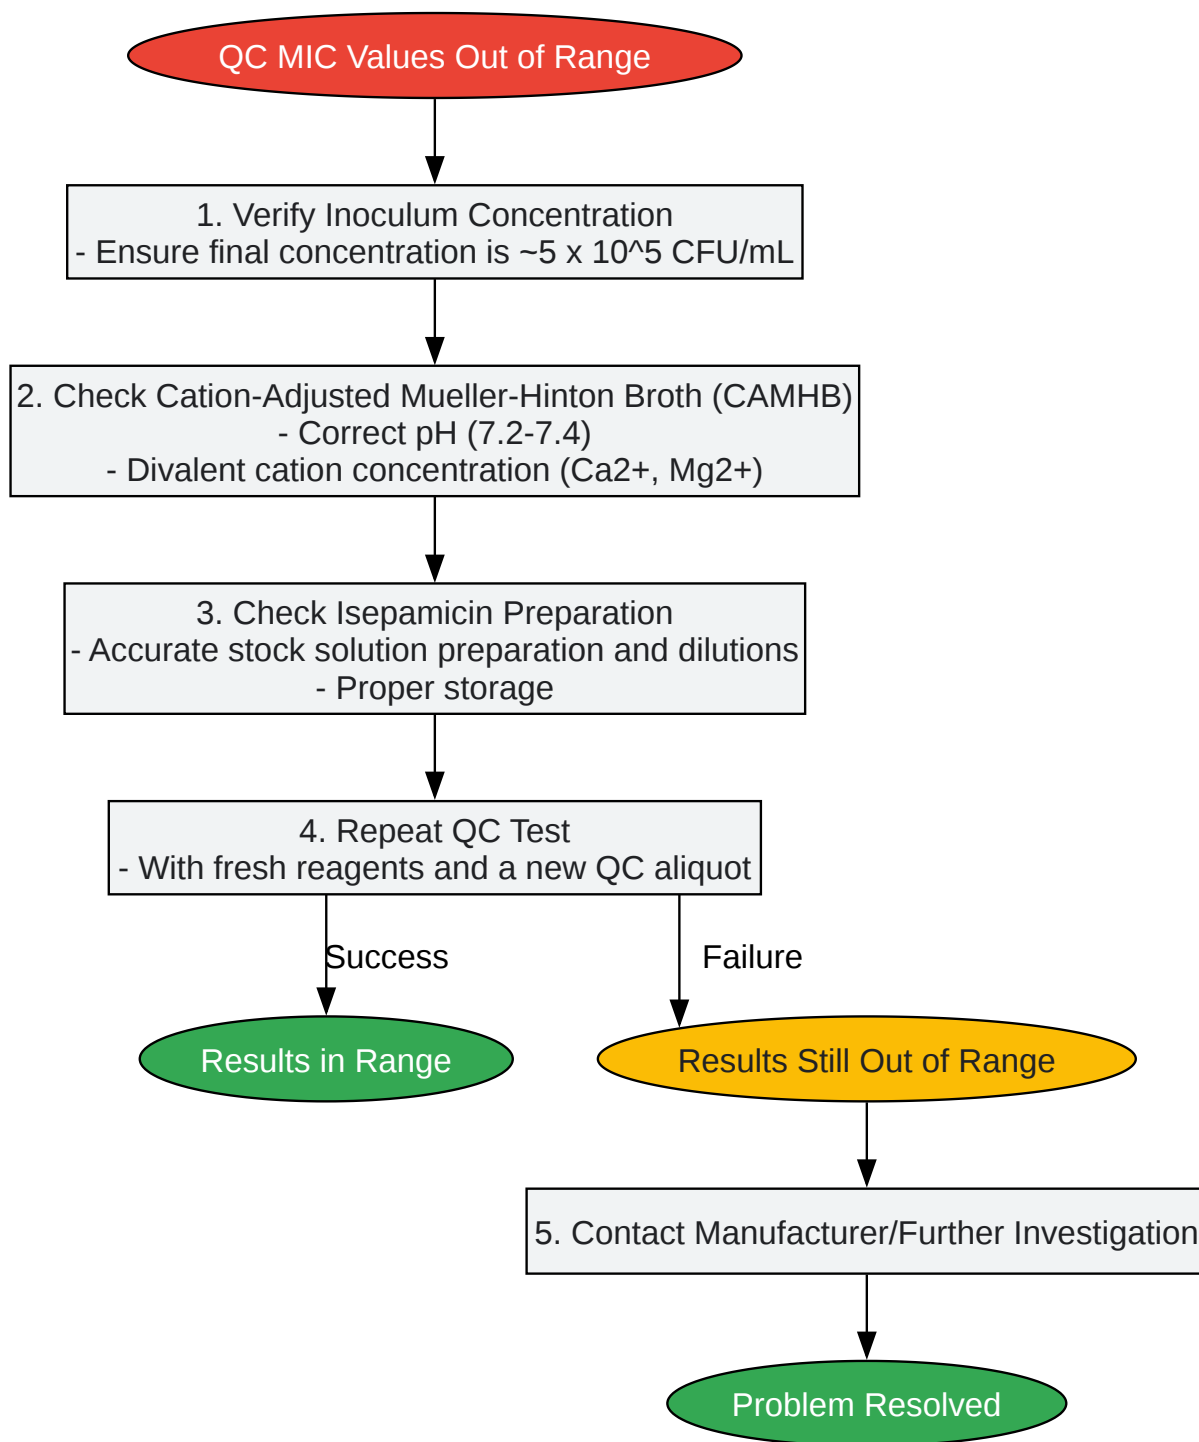 QC MIC Values Out of Range
1. Verify Inoculum Concentration
- Ensure final concentration is ~5 x 10^5 CFU/mL
2. Check Cation-Adjusted Mueller-Hinton Broth (CAMHB)
- Correct pH (7.2-7.4)
- Divalent cation concentration (Ca2+, Mg2+)
3. Check Isepamicin Preparation
- Accurate stock solution preparation and dilutions
- Proper storage
4. Repeat QC Test
- With fresh reagents and a new QC aliquot
Success
Failure
Results in Range
Results Still Out of Range
5. Contact Manufacturer/Further Investigation
Problem Resolved